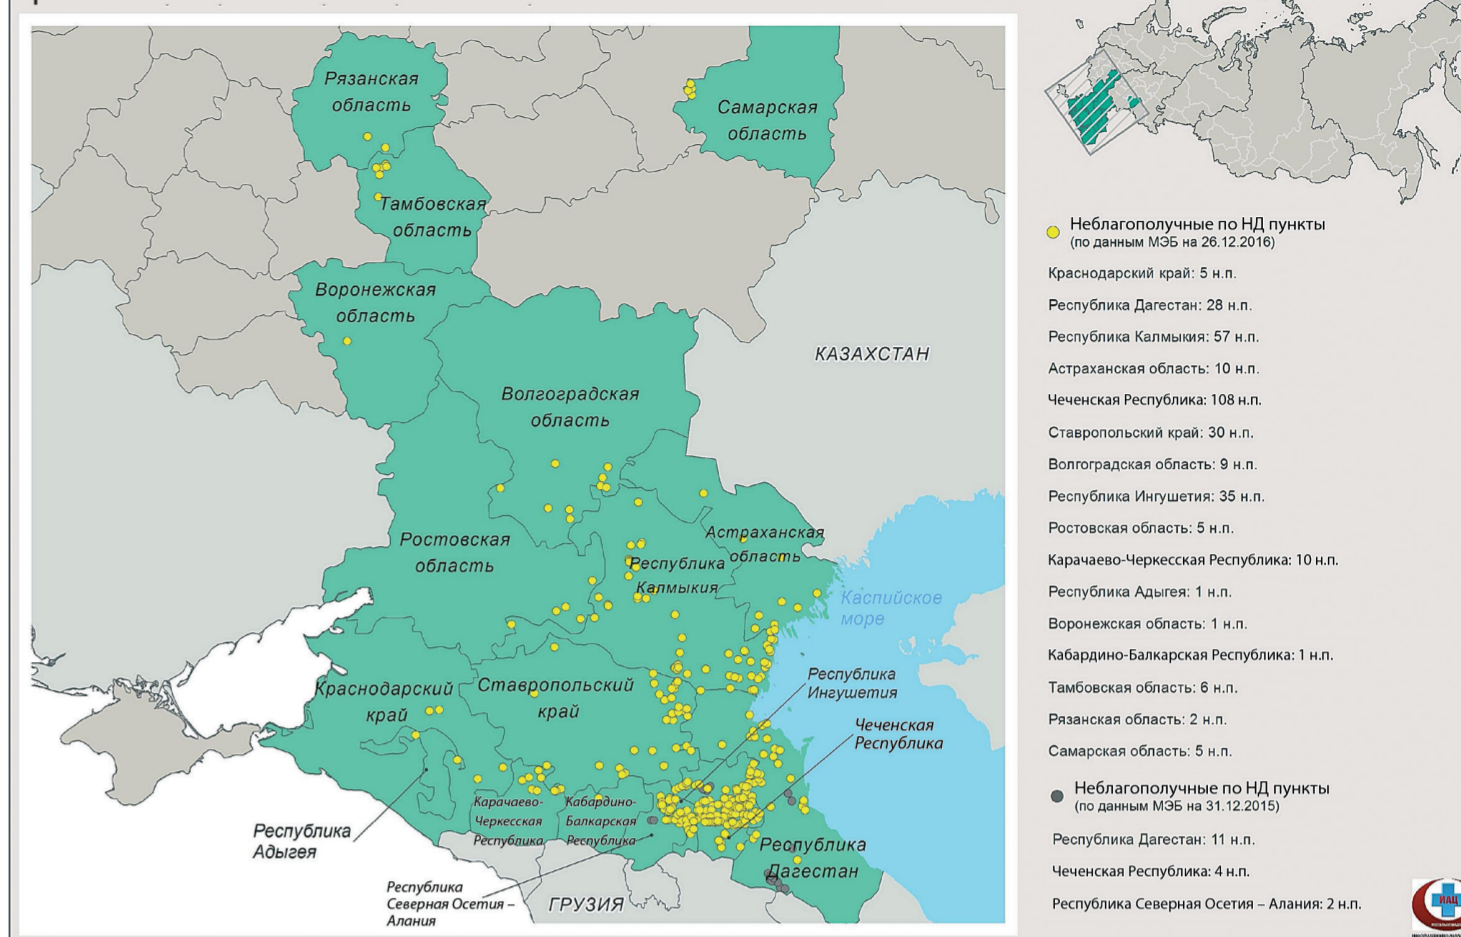 Рязанская
область
Самарская
область
Тамбовская
область
Воронежская
область
КАЗАХСТАН
Волгоградская
область
Астраханская
область
Ростовская
область
Республика
Калмыкия
Каспийское
море
Республика
Ингушетия
Краснодарский
край
Ставропольский
край
Чеченская
Республика
Карачаево-
Черкесская
Республика
Кабардино-
Балкарская
Республика
Республика
Адыгея
Республика
Дагестан
Республика
Северная Осетия –
Алания
ГРУЗИЯ
Неблагополучные по НД пункты
(по данным МЭБ на 26.12.2016)
Краснодарский край: 5 н.п.
Республика Дагестан: 28 н.п.
Республика Калмыкия: 57 н.п.
Астраханская область: 10 н.п.
Чеченская Республика: 108 н.п.
Ставропольский край: 30 н.п.
Волгоградская область: 9 н.п.
Республика Ингушетия: 35 н.п.
Ростовская область: 5 н.п.
Карачаево-Черкесская Республика: 10 н.п.
Республика Адыгея: 1 н.п.
Воронежская область: 1 н.п.
Кабардино-Балкарская Республика: 1 н.п.
Тамбовская область: 6 н.п.
Рязанская область: 2 н.п.
Самарская область: 5 н.п.
Неблагополучные по НД пункты
(по данным МЭБ на 31.12.2015)
Республика Дагестан: 11 н.п.
Чеченская Республика: 4 н.п.
Республика Северная Осетия – Алания: 2 н.п.
ИАЦ